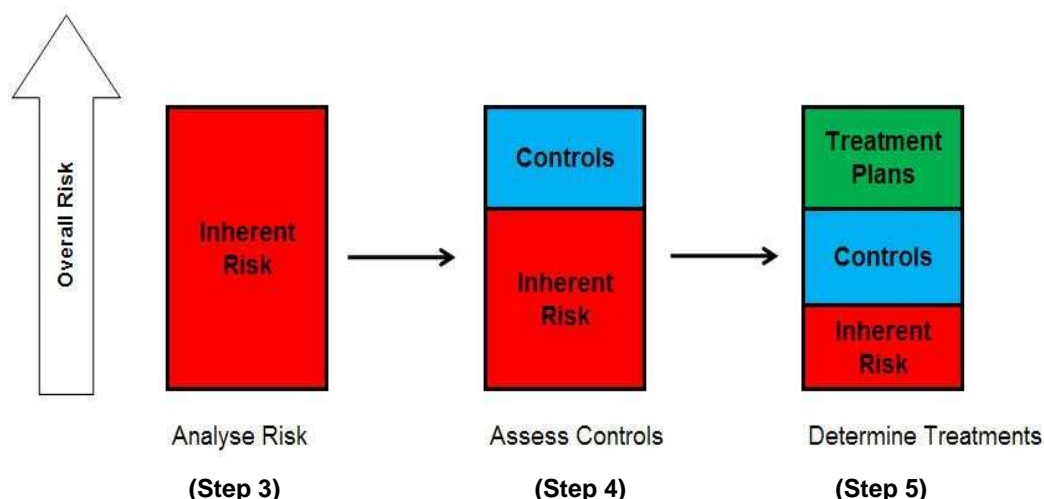 Overall Risk
Inherent
Risk
Controls
Inherent
Risk
Treatment
Plans
Controls
Inherent
Risk
Analyse Risk
Assess Controls
Determine Treatments
(Step 3)
(Step 4)
(Step 5)